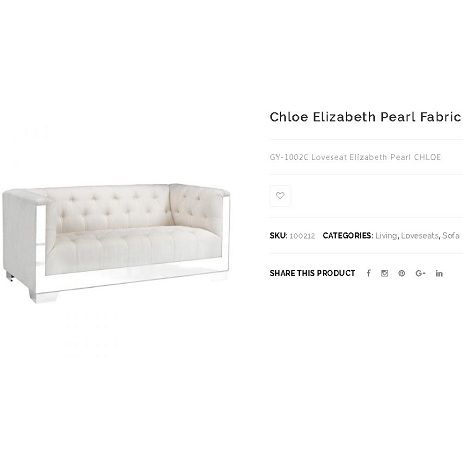 Chloe Elizabeth Pearl Fabric
GY-1002C Loveseat Elizabeth Pearl CHLOE
SKU: 100212 CATEGORIES: Living, Loveseats, Sofa
SHARE THIS PRODUCT